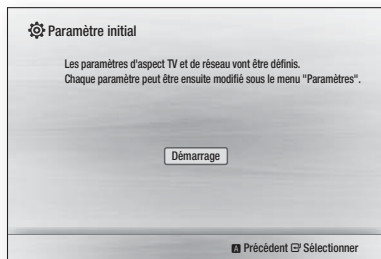 Paramètre initial
Les paramètres d'aspect TV et de réseau vont être définis.
Chaque paramètre peut être ensuite modifié sous le menu "Paramètres".
Démarrage
A Précédent Sélectionner